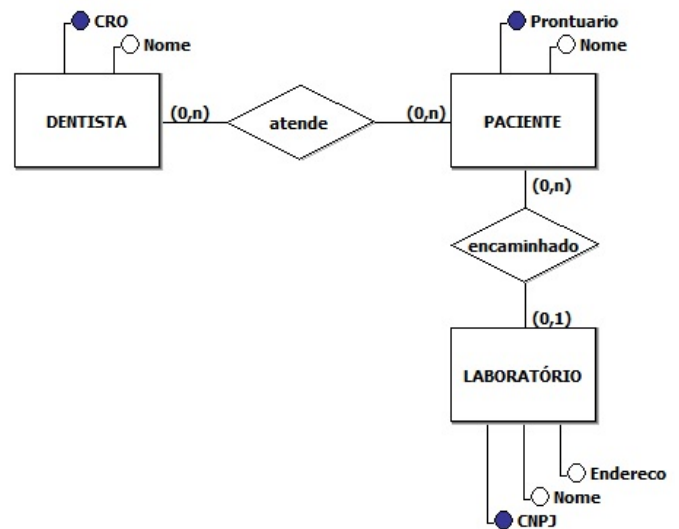 CRO
Nome
DENTISTA
(0,n)
atende
(0,n)
Prontuario
Nome
PACIENTE
(0,n)
encaminhado
(0,1)
LABORATÓRIO
Endereco
Nome
CNPJ